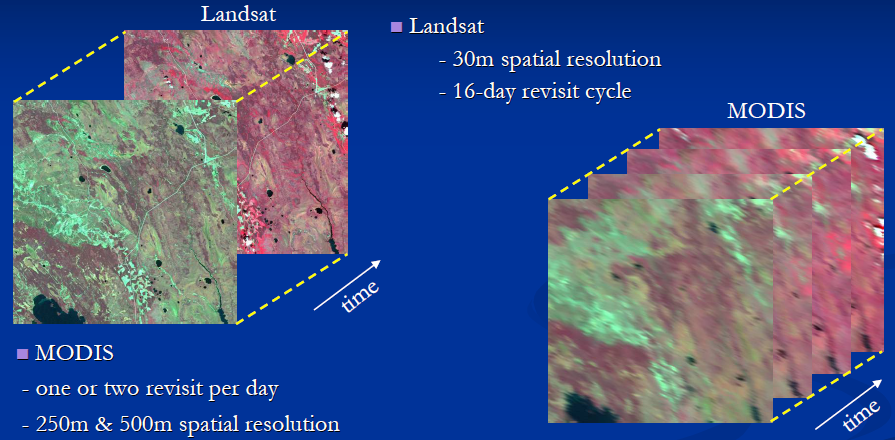 Landsat
■ Landsat
- 30m spatial resolution
- 16-day revisit cycle
MODIS
time
■ MODIS
- one or two revisit per day
- 250m & 500m spatial resolution
time